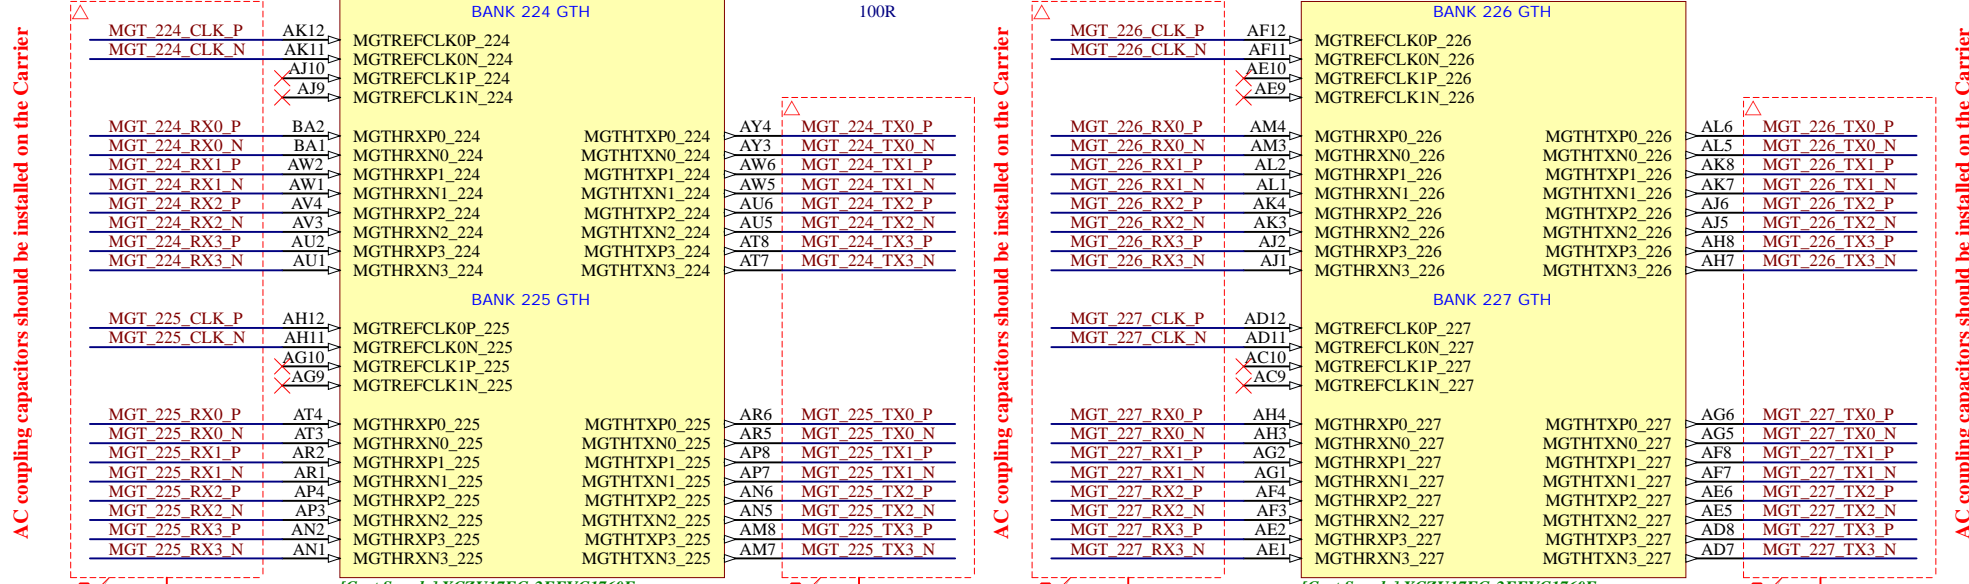 AC coupling capacitors should be installed on the Carrier
BANK 224 GTH
MGT_224_CLK_P AK12 MGTREFCLK0P_224
MGT_224_CLK_N AK11 MGTREFCLK0N_224
AJ10 MGTREFCLK1P_224
AJ9 MGTREFCLK1N_224
MGT_224_RX0_P BA2 MGTHRXP0_224 MGTHTXP0_224 AY4 MGT_224_TX0_P
MGT_224_RX0_N BA1 MGTHRXN0_224 MGTHTXN0_224 AY3 MGT_224_TX0_N
MGT_224_RX1_P AW2 MGTHRXP1_224 MGTHTXP1_224 AW6 MGT_224_TX1_P
MGT_224_RX1_N AW1 MGTHRXN1_224 MGTHTXN1_224 AW5 MGT_224_TX1_N
MGT_224_RX2_P AV4 MGTHRXP2_224 MGTHTXP2_224 AU6 MGT_224_TX2_P
MGT_224_RX2_N AV3 MGTHRXN2_224 MGTHTXN2_224 AU5 MGT_224_TX2_N
MGT_224_RX3_P AU2 MGTHRXP3_224 MGTHTXP3_224 AT8 MGT_224_TX3_P
MGT_224_RX3_N AU1 MGTHRXN3_224 MGTHTXN3_224 AT7 MGT_224_TX3_N
BANK 225 GTH
MGT_225_CLK_P AH12 MGTREFCLK0P_225
MGT_225_CLK_N AH11 MGTREFCLK0N_225
AG10 MGTREFCLK1P_225
AG9 MGTREFCLK1N_225
MGT_225_RX0_P AT4 MGTHRXP0_225 MGTHTXP0_225 AR6 MGT_225_TX0_P
MGT_225_RX0_N AT3 MGTHRXN0_225 MGTHTXN0_225 AR5 MGT_225_TX0_N
MGT_225_RX1_P AR2 MGTHRXP1_225 MGTHTXP1_225 AP8 MGT_225_TX1_P
MGT_225_RX1_N AR1 MGTHRXN1_225 MGTHTXN1_225 AP7 MGT_225_TX1_N
MGT_225_RX2_P AP4 MGTHRXP2_225 MGTHTXP2_225 AN6 MGT_225_TX2_P
MGT_225_RX2_N AP3 MGTHRXN2_225 MGTHTXN2_225 AN5 MGT_225_TX2_N
MGT_225_RX3_P AN2 MGTHRXP3_225 MGTHTXP3_225 AM8 MGT_225_TX3_P
MGT_225_RX3_N AN1 MGTHRXN3_225 MGTHTXN3_225 AM7 MGT_225_TX3_N
100R
AC coupling capacitors should be installed on the Carrier
BANK 226 GTH
MGT_226_CLK_P AF12 MGTREFCLK0P_226
MGT_226_CLK_N AF11 MGTREFCLK0N_226
AE10 MGTREFCLK1P_226
AE9 MGTREFCLK1N_226
MGT_226_RX0_P AM4 MGTHRXP0_226 MGTHTXP0_226 AL6 MGT_226_TX0_P
MGT_226_RX0_N AM3 MGTHRXN0_226 MGTHTXN0_226 AL5 MGT_226_TX0_N
MGT_226_RX1_P AL2 MGTHRXP1_226 MGTHTXP1_226 AK8 MGT_226_TX1_P
MGT_226_RX1_N AL1 MGTHRXN1_226 MGTHTXN1_226 AK7 MGT_226_TX1_N
MGT_226_RX2_P AK4 MGTHRXP2_226 MGTHTXP2_226 AJ6 MGT_226_TX2_P
MGT_226_RX2_N AK3 MGTHRXN2_226 MGTHTXN2_226 AJ5 MGT_226_TX2_N
MGT_226_RX3_P AJ2 MGTHRXP3_226 MGTHTXP3_226 AH8 MGT_226_TX3_P
MGT_226_RX3_N AJ1 MGTHRXN3_226 MGTHTXN3_226 AH7 MGT_226_TX3_N
BANK 227 GTH
MGT_227_CLK_P AD12 MGTREFCLK0P_227
MGT_227_CLK_N AD11 MGTREFCLK0N_227
AC10 MGTREFCLK1P_227
AC9 MGTREFCLK1N_227
MGT_227_RX0_P AH4 MGTHRXP0_227 MGTHTXP0_227 AG6 MGT_227_TX0_P
MGT_227_RX0_N AH3 MGTHRXN0_227 MGTHTXN0_227 AG5 MGT_227_TX0_N
MGT_227_RX1_P AG2 MGTHRXP1_227 MGTHTXP1_227 AF8 MGT_227_TX1_P
MGT_227_RX1_N AG1 MGTHRXN1_227 MGTHTXN1_227 AF7 MGT_227_TX1_N
MGT_227_RX2_P AF4 MGTHRXP2_227 MGTHTXP2_227 AE6 MGT_227_TX2_P
MGT_227_RX2_N AF3 MGTHRXN2_227 MGTHTXN2_227 AE5 MGT_227_TX2_N
MGT_227_RX3_P AE2 MGTHRXP3_227 MGTHTXP3_227 AD8 MGT_227_TX3_P
MGT_227_RX3_N AE1 MGTHRXN3_227 MGTHTXN3_227 AD7 MGT_227_TX3_N
AC coupling capacitors should be installed on the Carrier